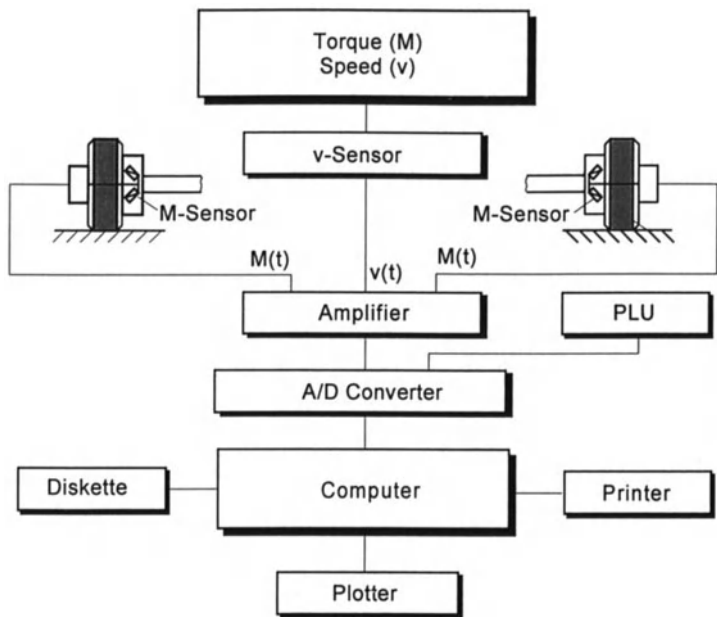 Torque (M)
Speed (v)
v-Sensor
M-Sensor
M-Sensor
M(t)
v(t)
M(t)
Amplifier
PLU
A/D Converter
Diskette
Computer
Printer
Plotter